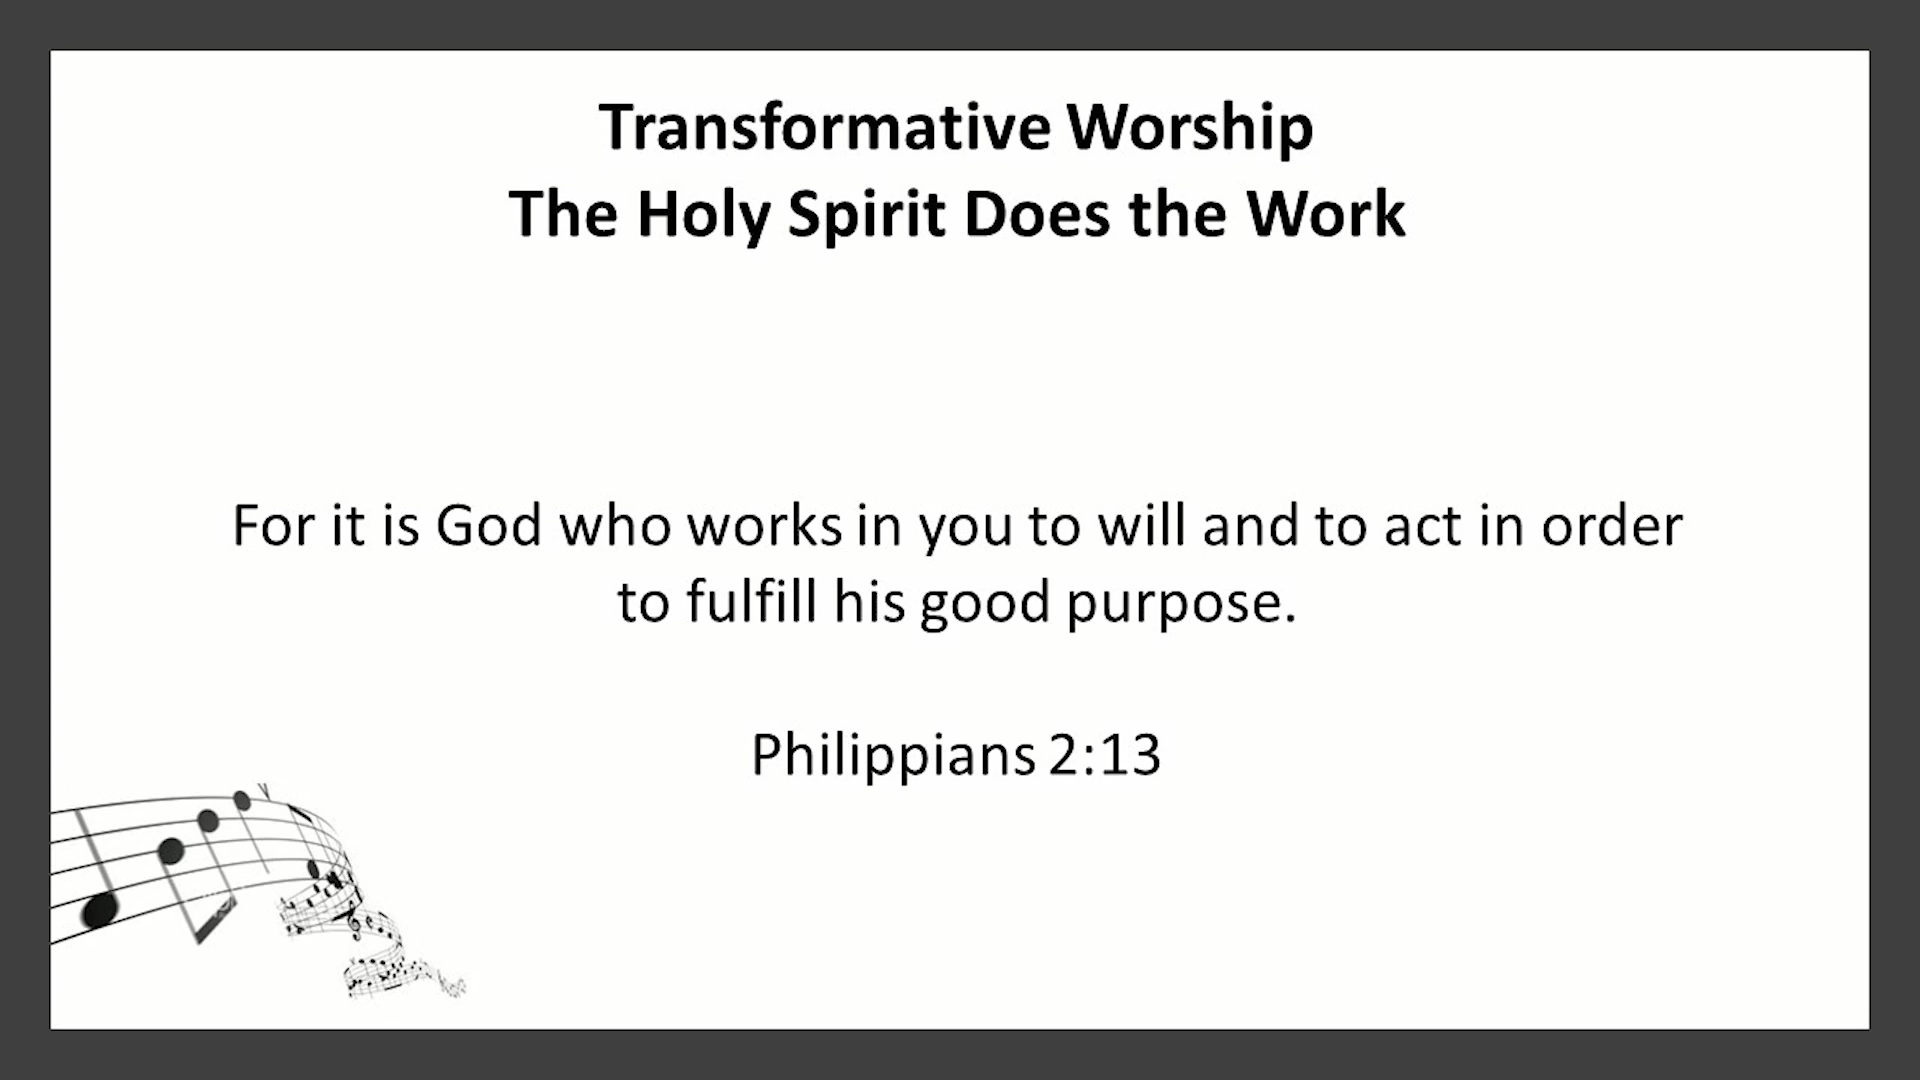 Transformative Worship
The Holy Spirit Does the Work
For it is God who works in you to will and to act in order
to fulfill his good purpose.
Philippians 2:13